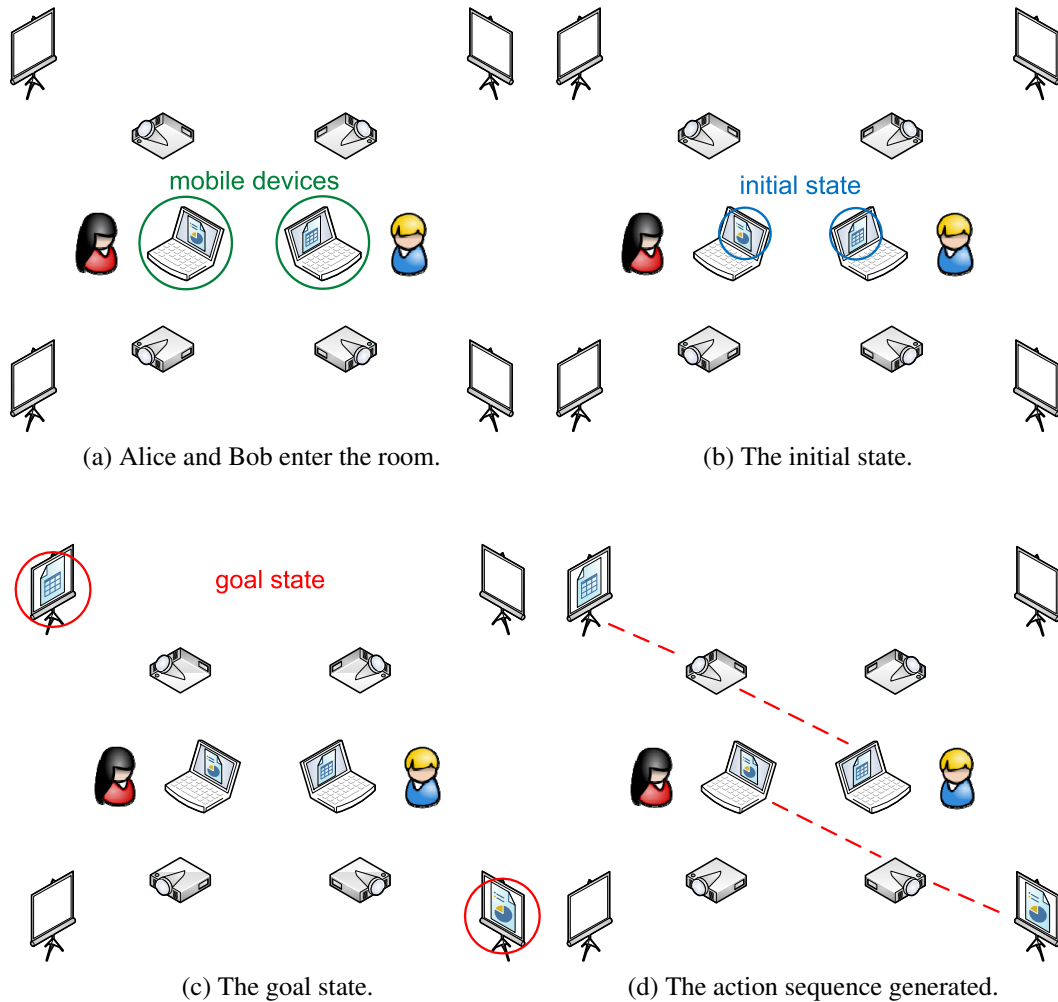 mobile devices
initial state
(a) Alice and Bob enter the room.
(b) The initial state.
goal state
(c) The goal state.
(d) The action sequence generated.